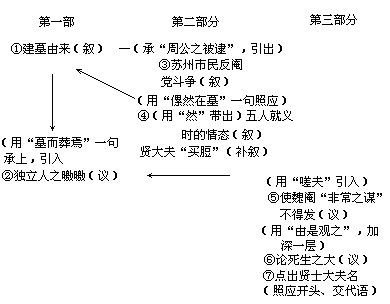 第一部　第二部分　第三部分
①建墓由来（叙）
一（承“周公之被逮”，引出）
③苏州市民反阉
党斗争（叙）
（用“傫然在墓”一句照应）
④（用“然”带出）五人就义
时的情态（叙）
贤大夫“买脰”（补叙）
（用“墓而葬焉”一句
承上，引入
②独立人之皦皦（议）
（用“嗟夫”引入）
⑤使魏阉“非常之谋”
不得发（议）
（用“由是观之”，加
深一层）
⑥论死生之大（议）
⑦点出贤士大夫名
（照应开头、交代语）